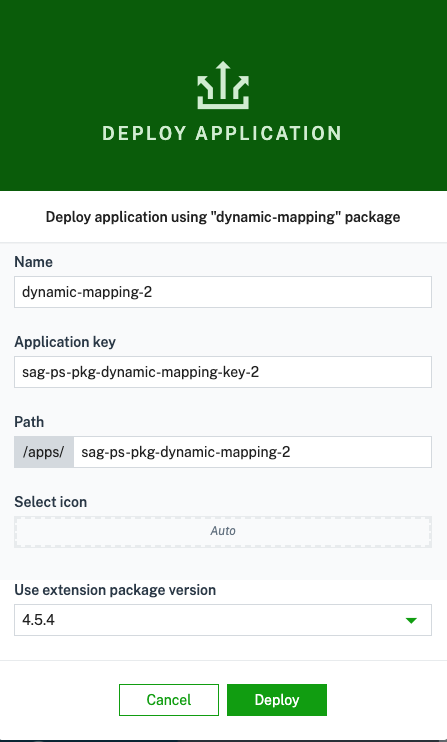 DEPLOY APPLICATION
Deploy application using "dynamic-mapping" package
Name
dynamic-mapping-2
Application key
sag-ps-pkg-dynamic-mapping-key-2
Path
/apps/ sag-ps-pkg-dynamic-mapping-2
Select icon
Auto
Use extension package version
4.5.4
Cancel Deploy